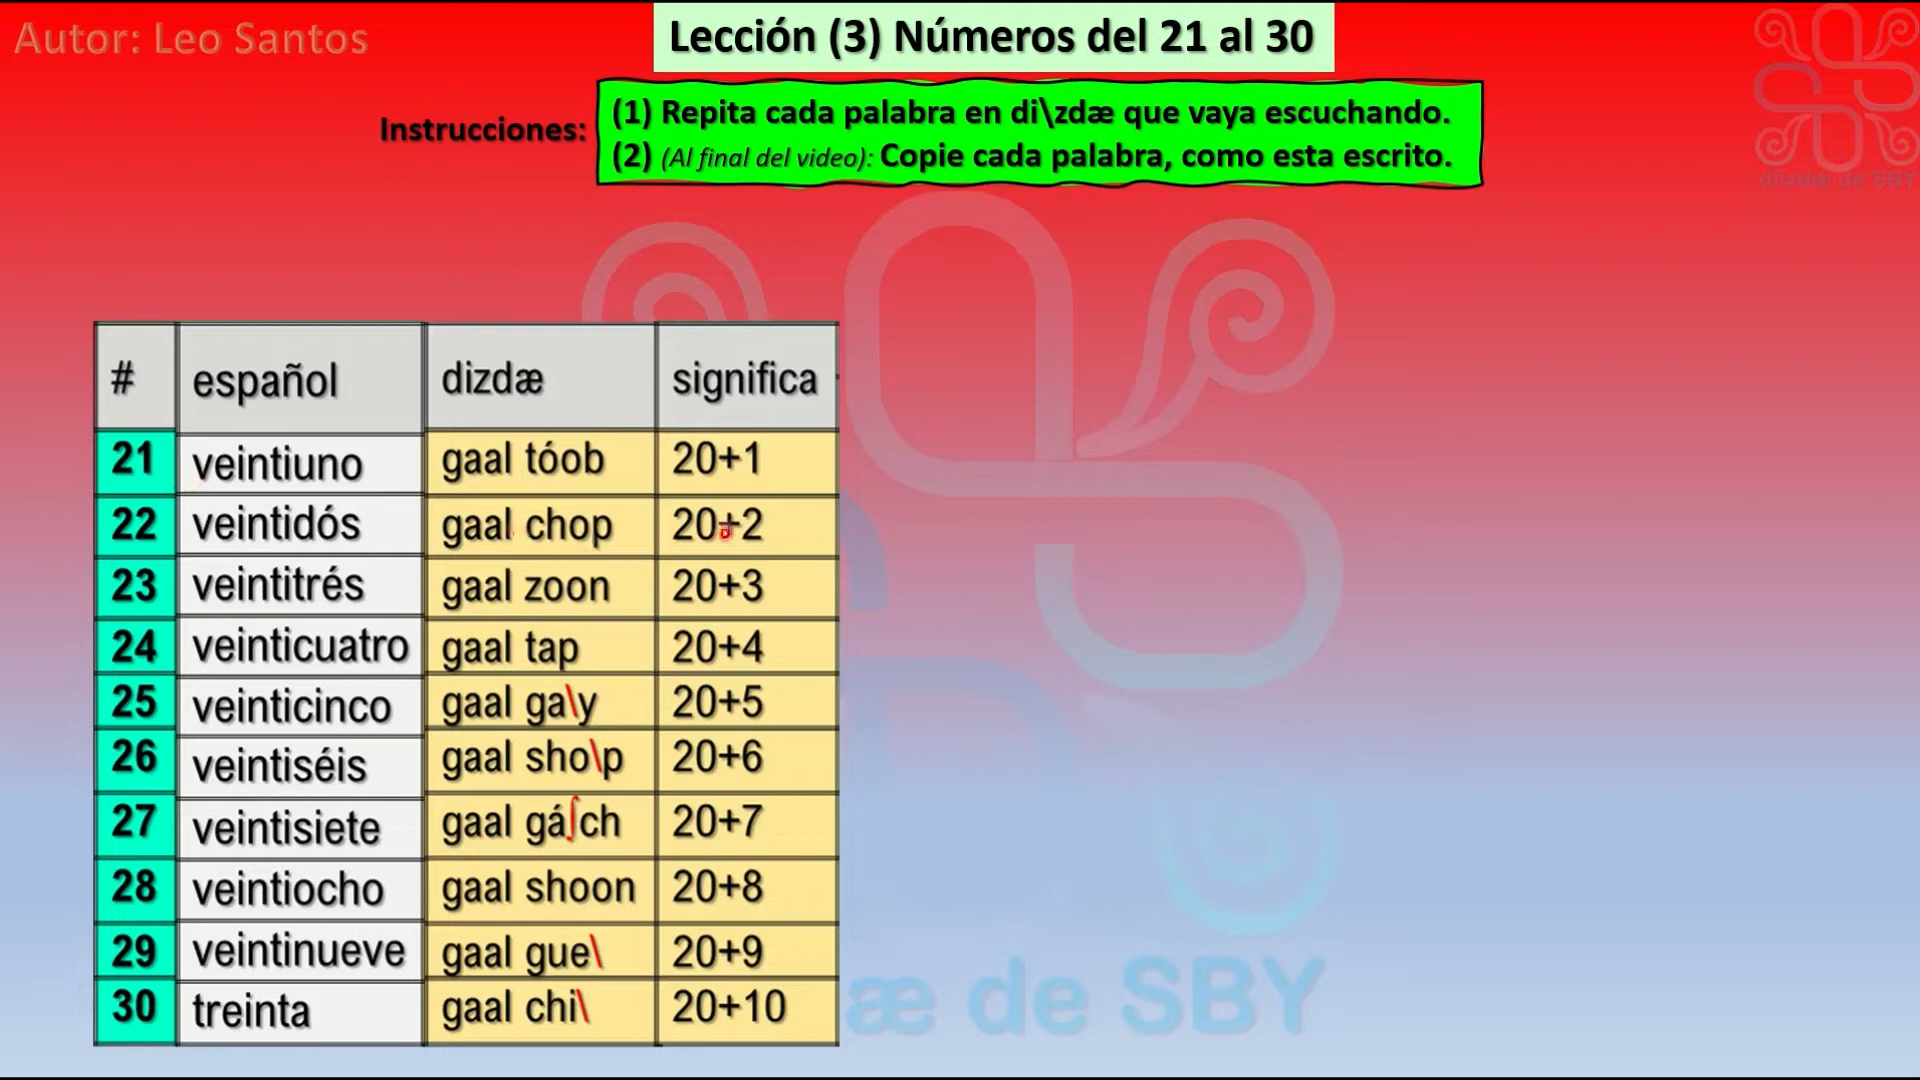 Autor: Leo Santos
Lección (3) Números del 21 al 30
Instrucciones:
(1) Repita cada palabra en di\zdæ que vaya escuchando.
(2) (Al final del video): Copie cada palabra, como esta escrito.
dizdæ de SBY
# español dizdæ significa
21 veintiuno gaal tóob 20+1
22 veintidós gaal chop 20+2
23 veintitrés gaal zoon 20+3
24 veinticuatro gaal tap 20+4
25 veinticinco gaal ga\y 20+5
26 veintiséis gaal sho\p 20+6
27 veintisiete gaal gáʃch 20+7
28 veintiocho gaal shoon 20+8
29 veintinueve gaal gue\ 20+9
30 treinta gaal chi\ 20+10
æ de SBY